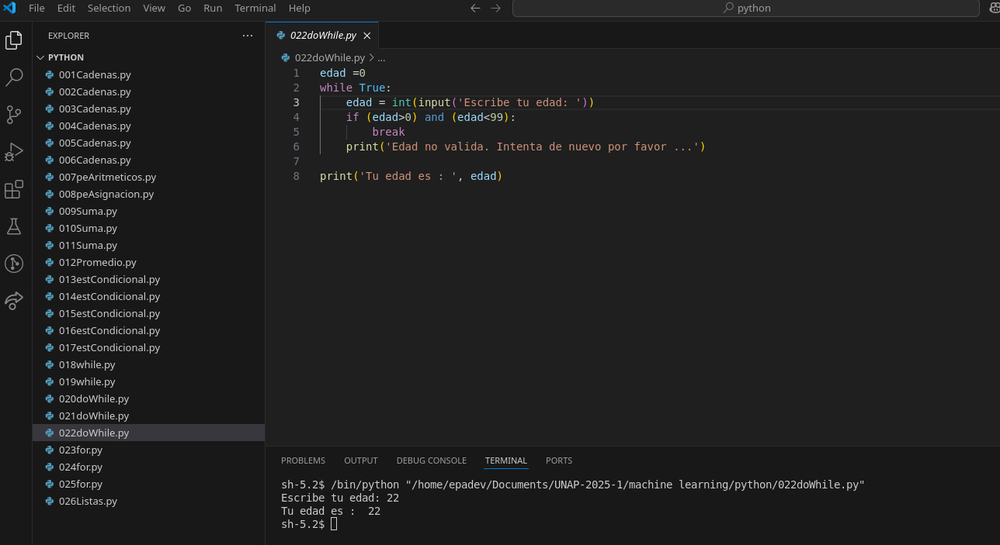 File Edit Selection View Go Run Terminal Help
python
EXPLORER
...
PYTHON
001Cadenas.py
002Cadenas.py
003Cadenas.py
004Cadenas.py
005Cadenas.py
006Cadenas.py
007peAritmeticos.py
008peAsignacion.py
009Suma.py
010Suma.py
011Suma.py
012Promedio.py
013estCondicional.py
014estCondicional.py
015estCondicional.py
016estCondicional.py
017estCondicional.py
018while.py
019while.py
020doWhile.py
021doWhile.py
022doWhile.py
023for.py
024for.py
025for.py
026Listas.py
022doWhile.py
022doWhile.py > ...
1 edad =0
2 while True:
3     edad = int(input('Escribe tu edad: '))
4     if (edad>0) and (edad<99):
5         break
6     print('Edad no valida. Intenta de nuevo por favor ...')
7
8 print('Tu edad es : ', edad)
PROBLEMS OUTPUT DEBUG CONSOLE TERMINAL PORTS
sh-5.2$ /bin/python "/home/epadev/Documents/UNAP-2025-1/machine learning/python/022doWhile.py"
Escribe tu edad: 22
Tu edad es :  22
sh-5.2$